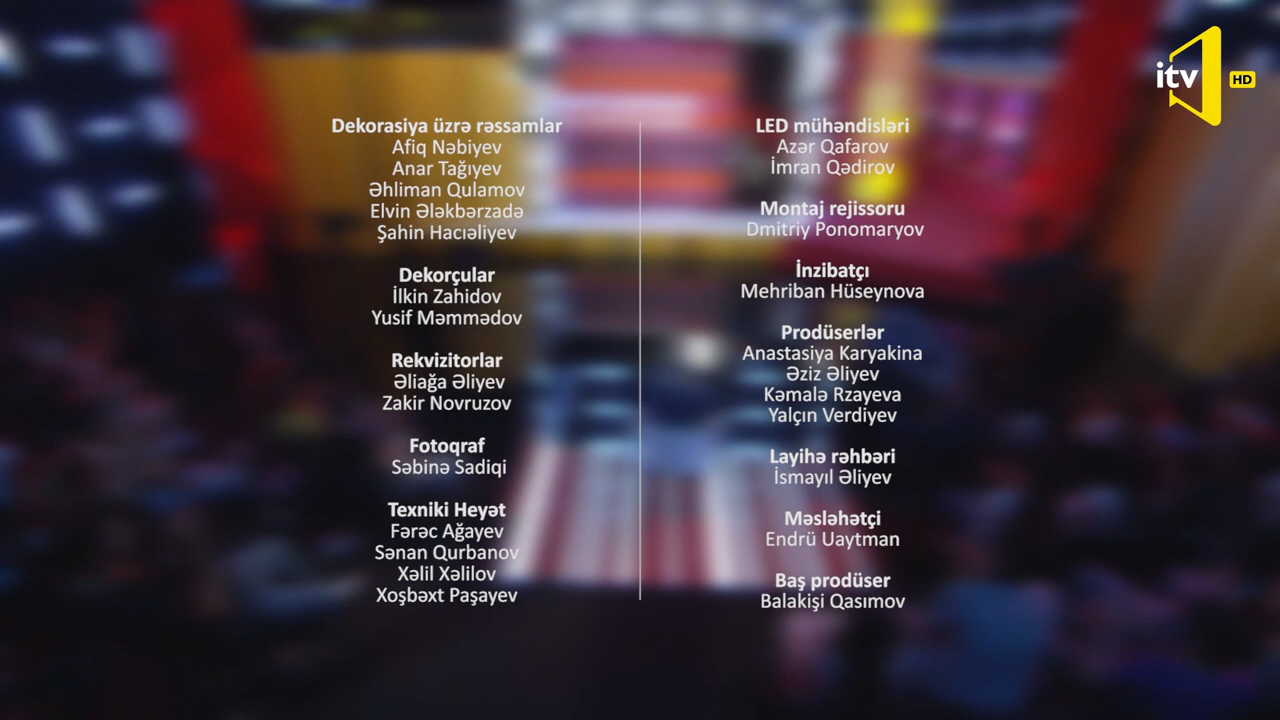 itv HD
Dekorasiya üzrə rəssamlar
Afiq Nəbiyev
Anar Tağıyev
Əhliman Qulamov
Elvin Ələkbərzadə
Şahin Hacıəliyev
Dekorçular
İlkin Zahidov
Yusif Məmmədov
Rekvizitorlar
Əliağa Əliyev
Zakir Novruzov
Fotoqraf
Səbinə Sadiqi
Texniki Heyət
Fərəc Ağayev
Sənan Qurbanov
Xəlil Xəlilov
Xoşbəxt Paşayev
LED mühəndisləri
Azər Qafarov
İmran Qədirov
Montaj rejissoru
Dmitriy Ponomaryov
İnzibatçı
Mehriban Hüseynova
Prodüserlər
Anastasiya Karyakina
Əziz Əliyev
Kəmalə Rzayeva
Yalçın Verdiyev
Layihə rəhbəri
İsmayıl Əliyev
Məsləhətçi
Endrü Uaytman
Baş prodüser
Balakişi Qasımov